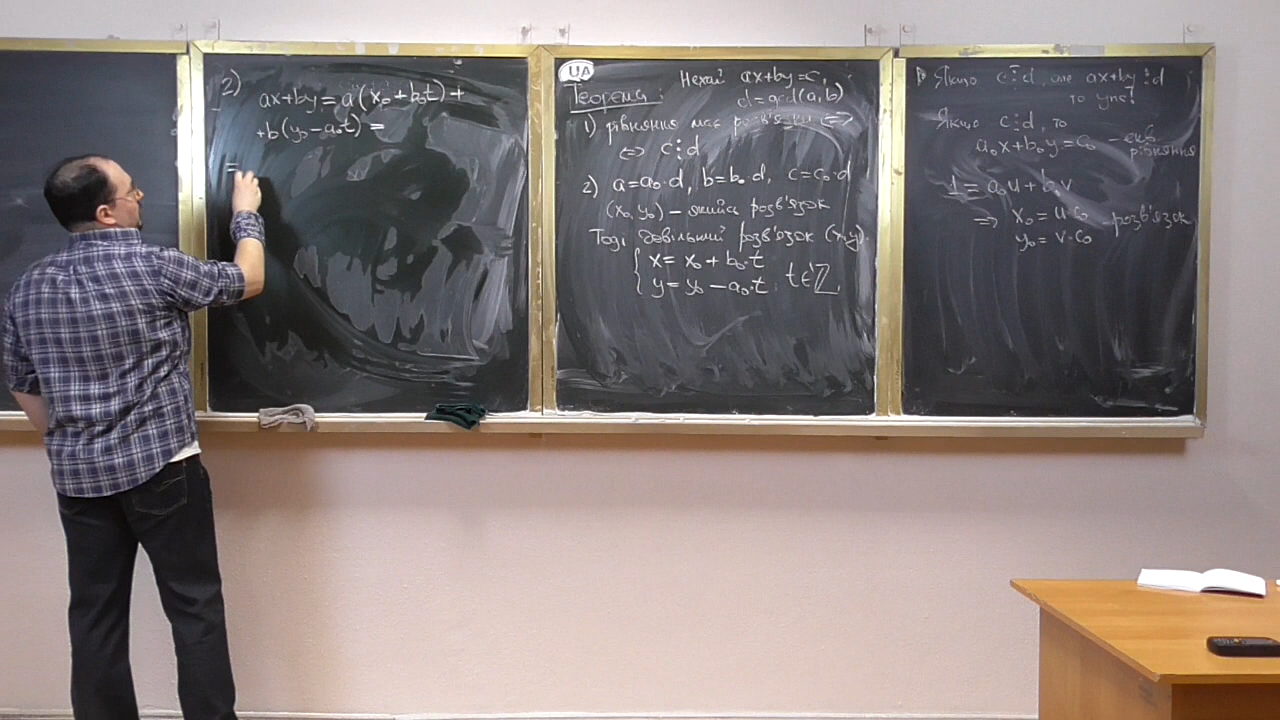 2)
ax+by=a(x₀+b₀t)+
+b(y₀-a₀t)=
=
UA
Теорема: Нехай ax+by=c,
d=gcd(a,b)
1) рівняння має розв'язки <=>
<=> c⋮d
2) a=a₀·d, b=b₀·d, c=c₀·d
(x₀,y₀) – якийсь розв'язок
Тоді довільний розв'язок (x,y).
{ x = x₀ + b₀·t
y = y₀ – a₀·t, t∈ℤ
Якщо c⋮d, але ax+by⋮d
то упс!
Якщо c⋮d, то
a₀x+b₀y=c₀ – екв. рівняння
1 = a₀u + b₀v
=> x₀ = u·c₀ розв'язок
y₀ = v·c₀